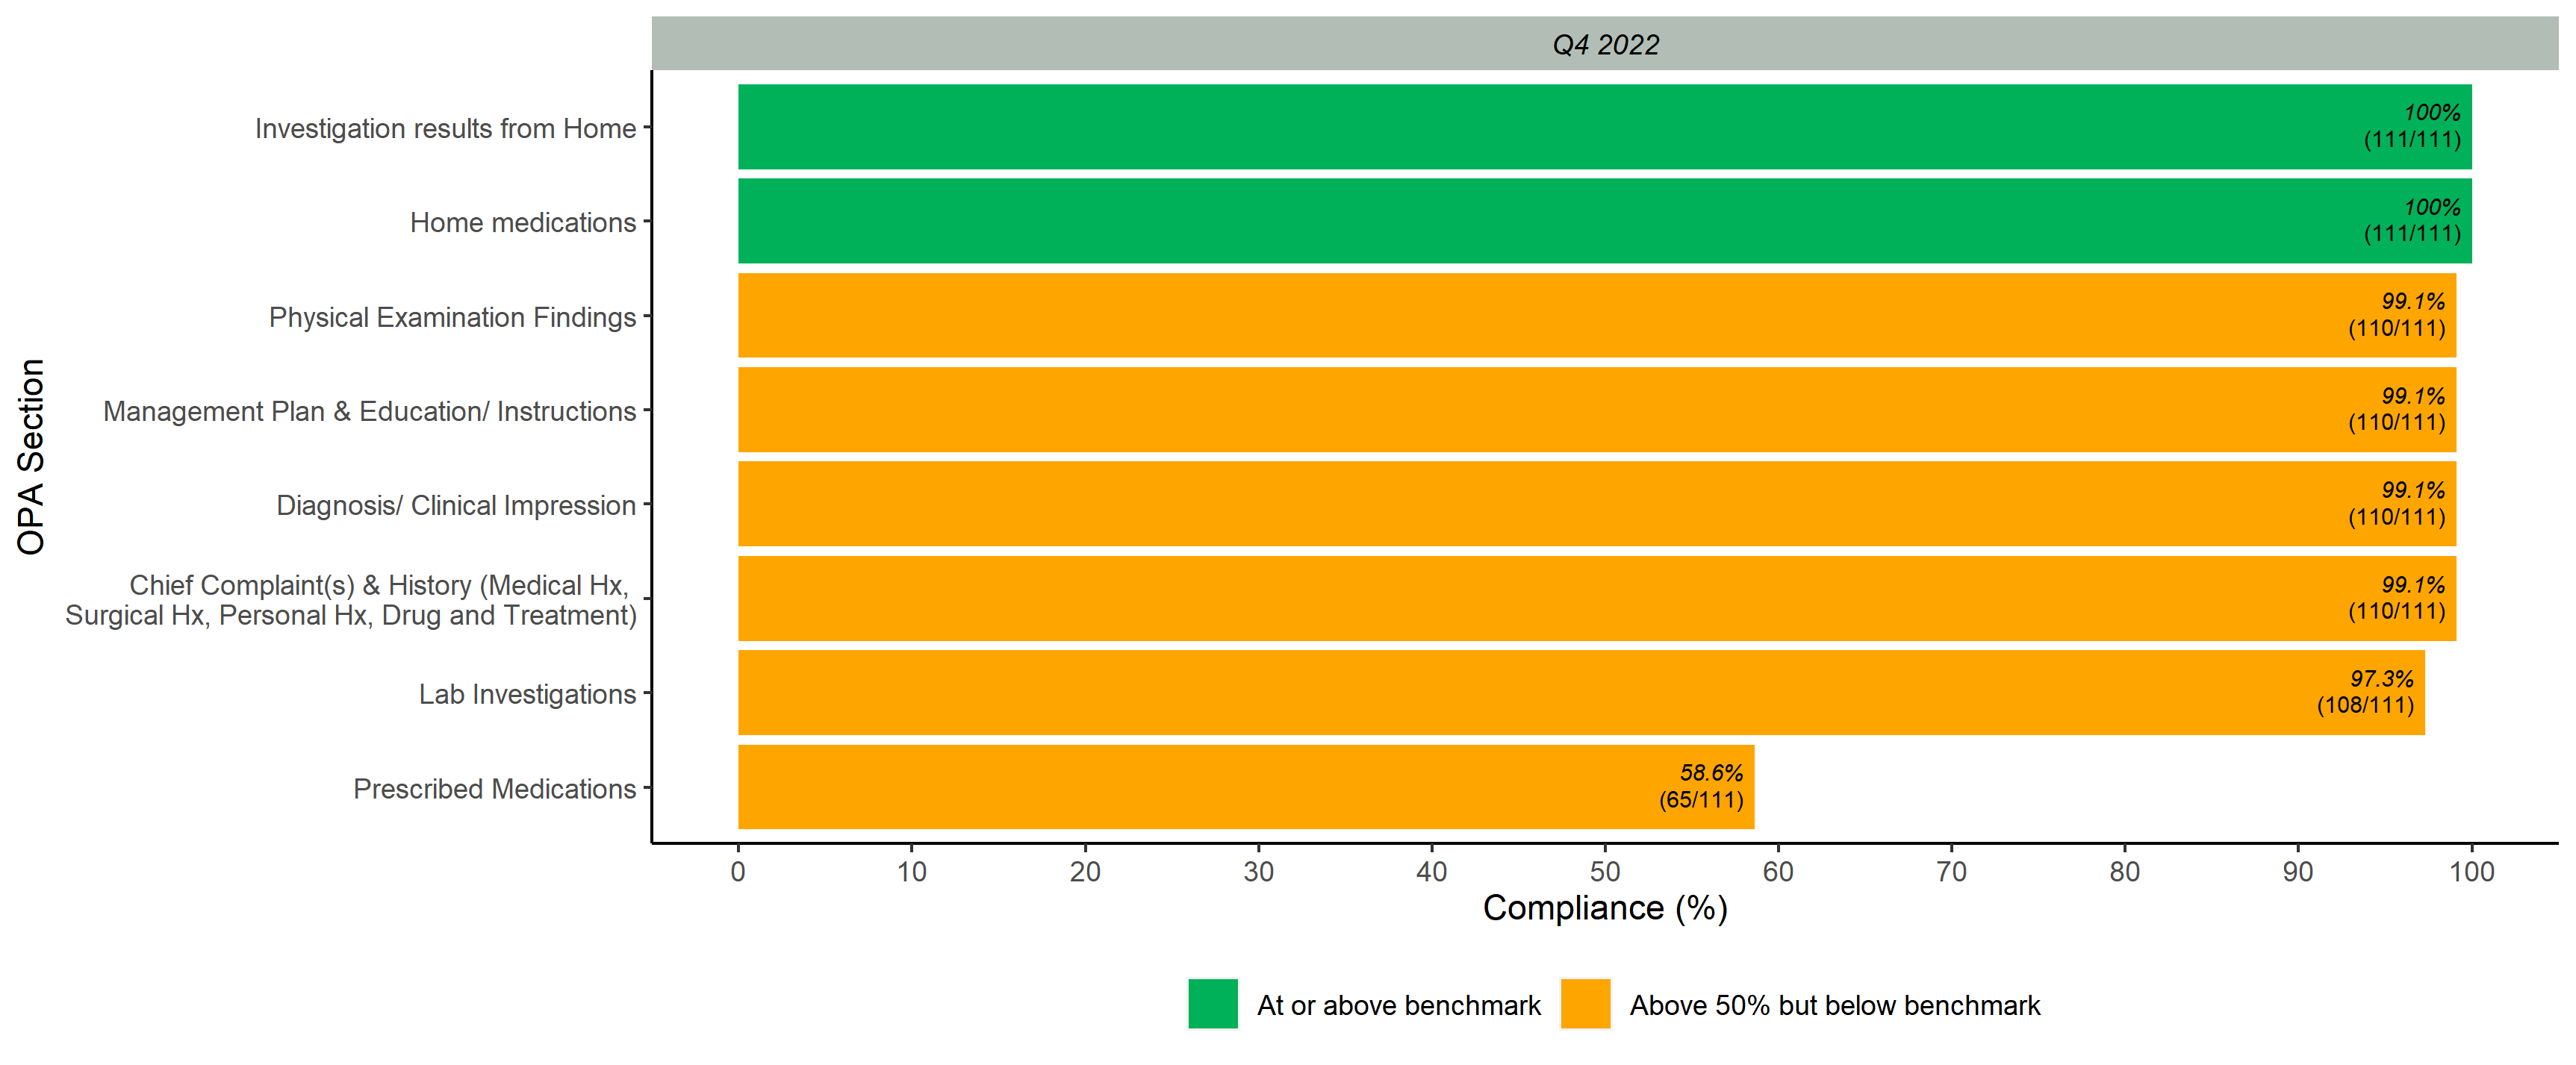 Q4 2022
OPA Section
Investigation results from Home
100%
(111/111)
Home medications
100%
(111/111)
Physical Examination Findings
99.1%
(110/111)
Management Plan & Education/ Instructions
99.1%
(110/111)
Diagnosis/ Clinical Impression
99.1%
(110/111)
Chief Complaint(s) & History (Medical Hx,
Surgical Hx, Personal Hx, Drug and Treatment)
99.1%
(110/111)
Lab Investigations
97.3%
(108/111)
Prescribed Medications
58.6%
(65/111)
0 10 20 30 40 50 60 70 80 90 100
Compliance (%)
At or above benchmark
Above 50% but below benchmark